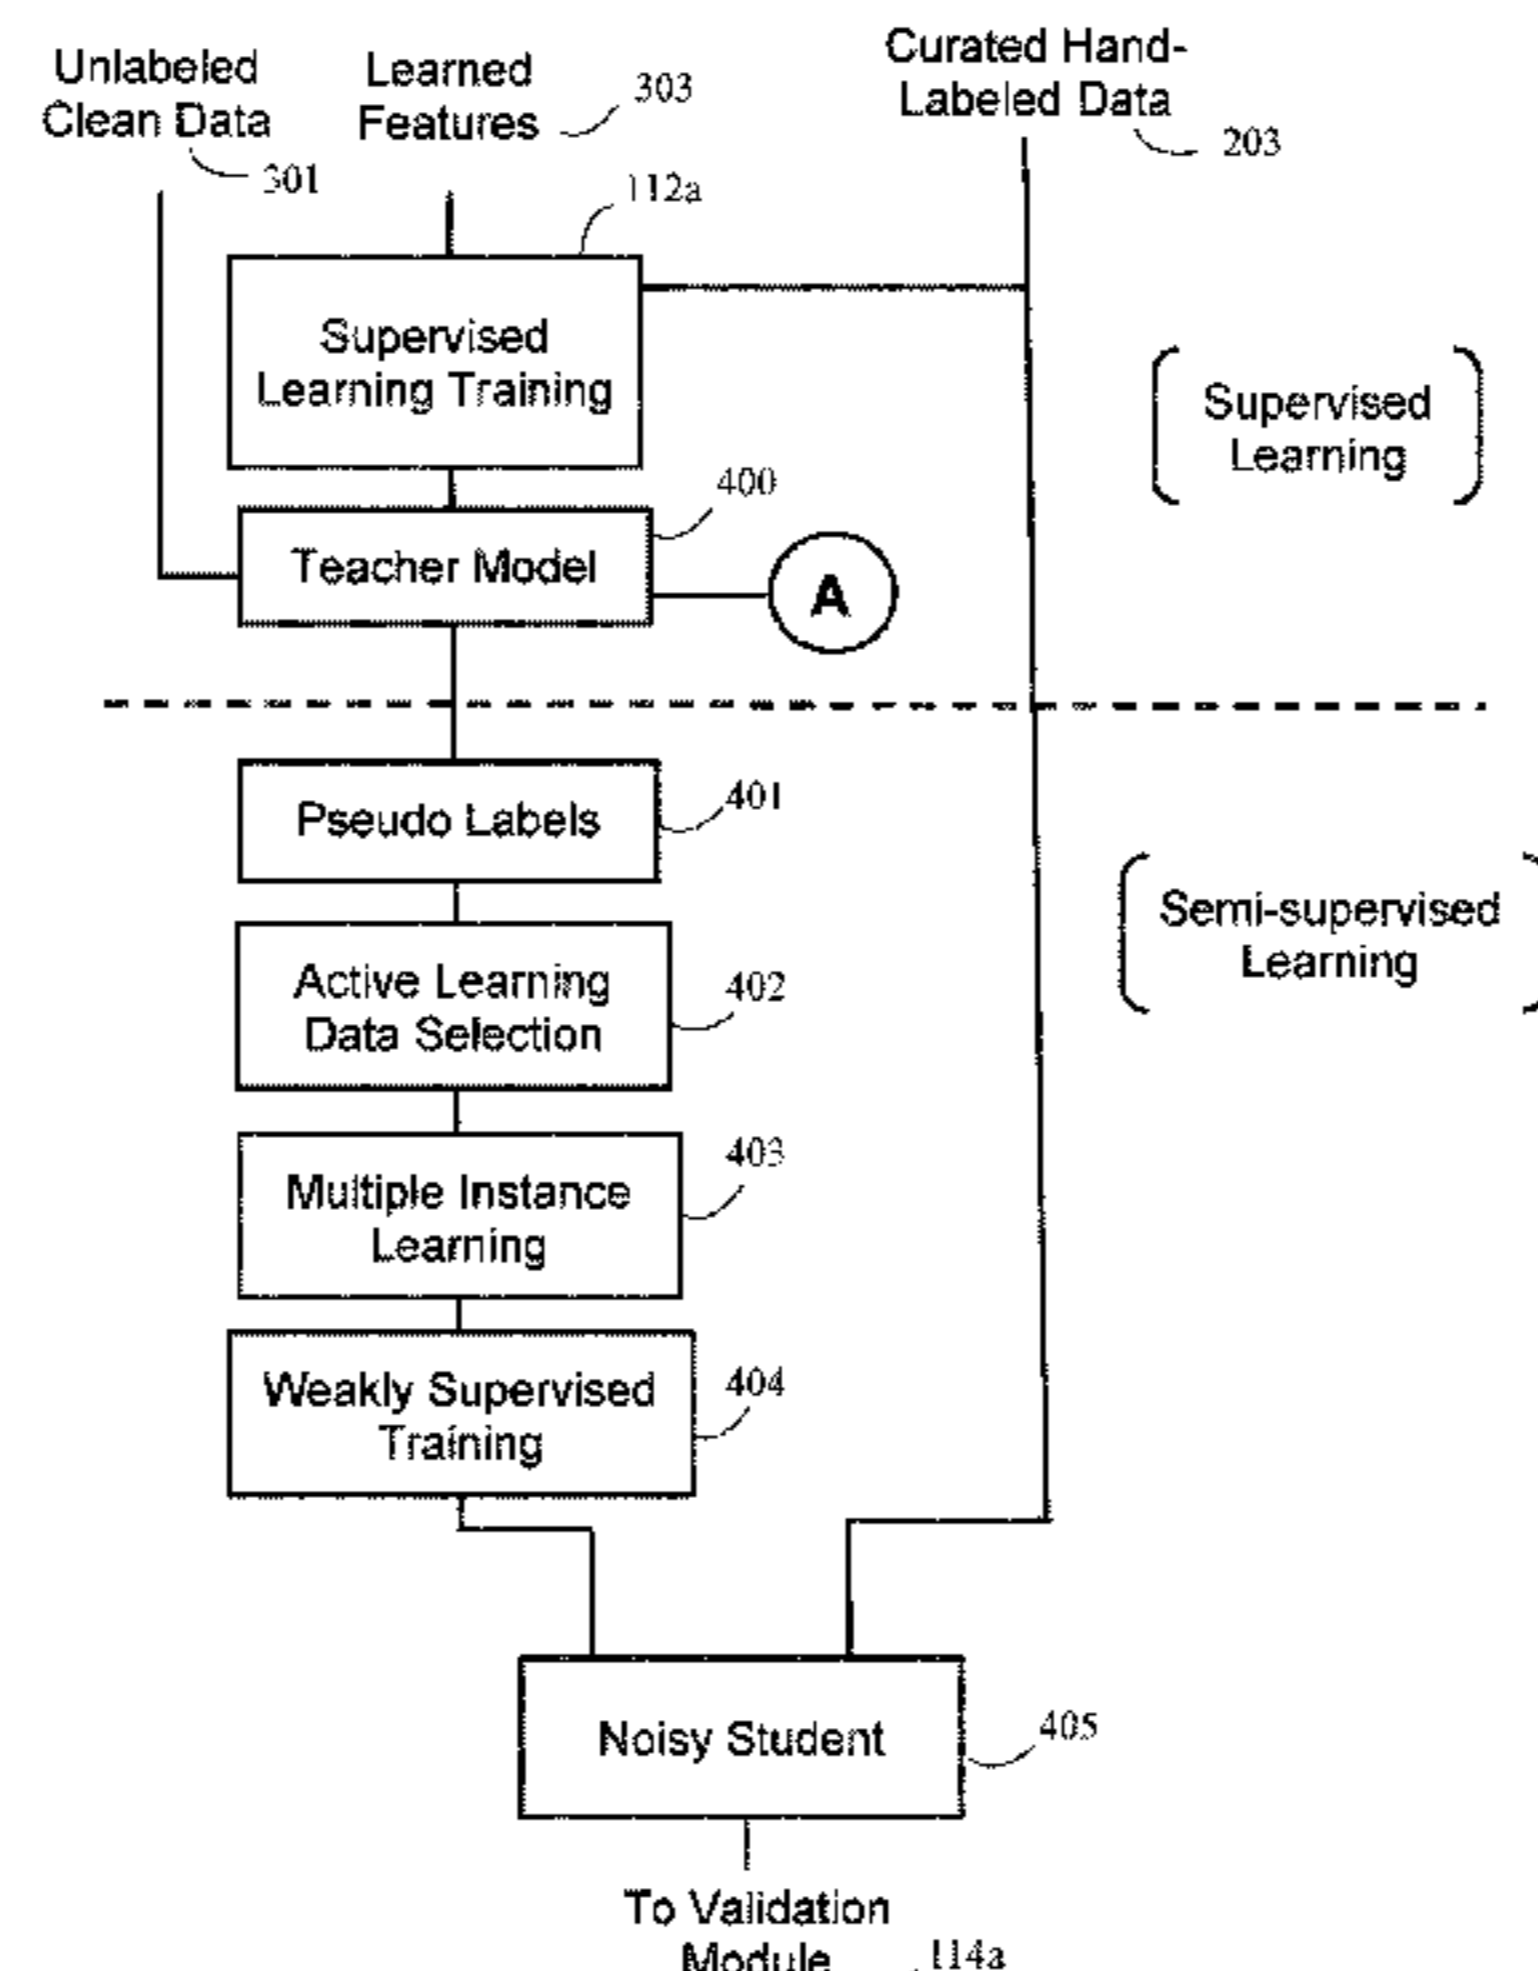 Unlabeled
Clean Data
301
Learned
Features
303
Curated Hand-
Labeled Data
203
112a
Supervised
Learning Training
Supervised
Learning
400
Teacher Model
A
Pseudo Labels
401
Semi-supervised
Learning
Active Learning
Data Selection
402
Multiple Instance
Learning
403
Weakly Supervised
Training
404
Noisy Student
405
To Validation
Module
114a